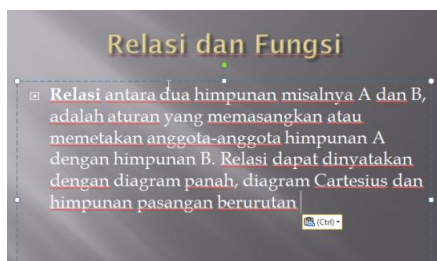 Relasi dan Fungsi
Relasi antara dua himpunan misalnya A dan B,
adalah aturan yang memasangkan atau
memetakan anggota-anggota himpunan A
dengan himpunan B. Relasi dapat dinyatakan
dengan diagram panah, diagram Cartesius dan
himpunan pasangan berurutan
(Ctrl)